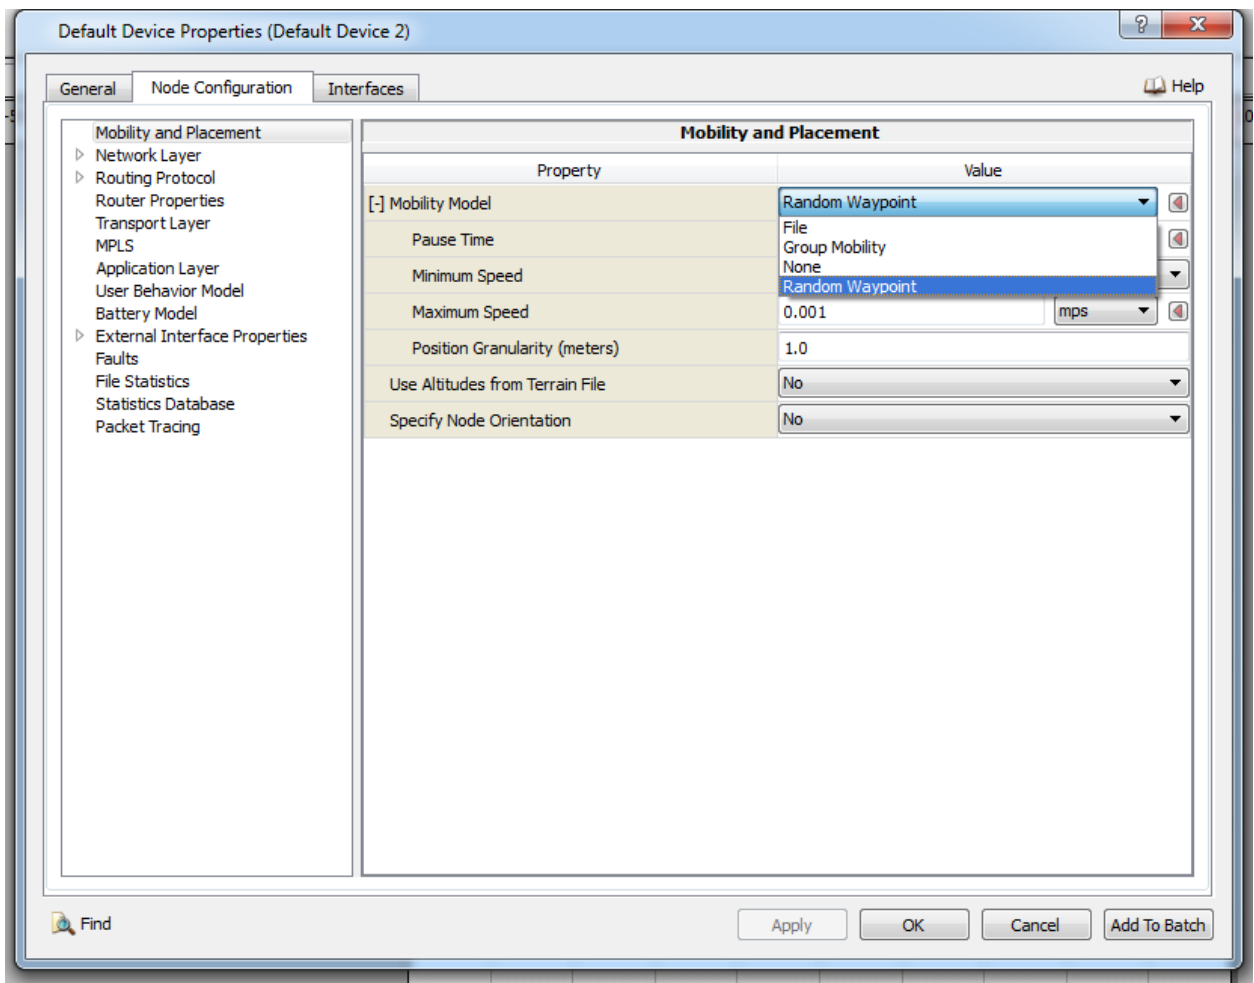 Default Device Properties (Default Device 2)
General
Node Configuration
Interfaces
Help
Mobility and Placement
Network Layer
Routing Protocol
Router Properties
Transport Layer
MPLS
Application Layer
User Behavior Model
Battery Model
External Interface Properties
Faults
File Statistics
Statistics Database
Packet Tracing
Mobility and Placement
Property Value
[-] Mobility Model Random Waypoint
File
Group Mobility
None
Random Waypoint
Pause Time
Minimum Speed
Maximum Speed 0.001 mps
Position Granularity (meters) 1.0
Use Altitudes from Terrain File No
Specify Node Orientation No
Find
Apply
OK
Cancel
Add To Batch